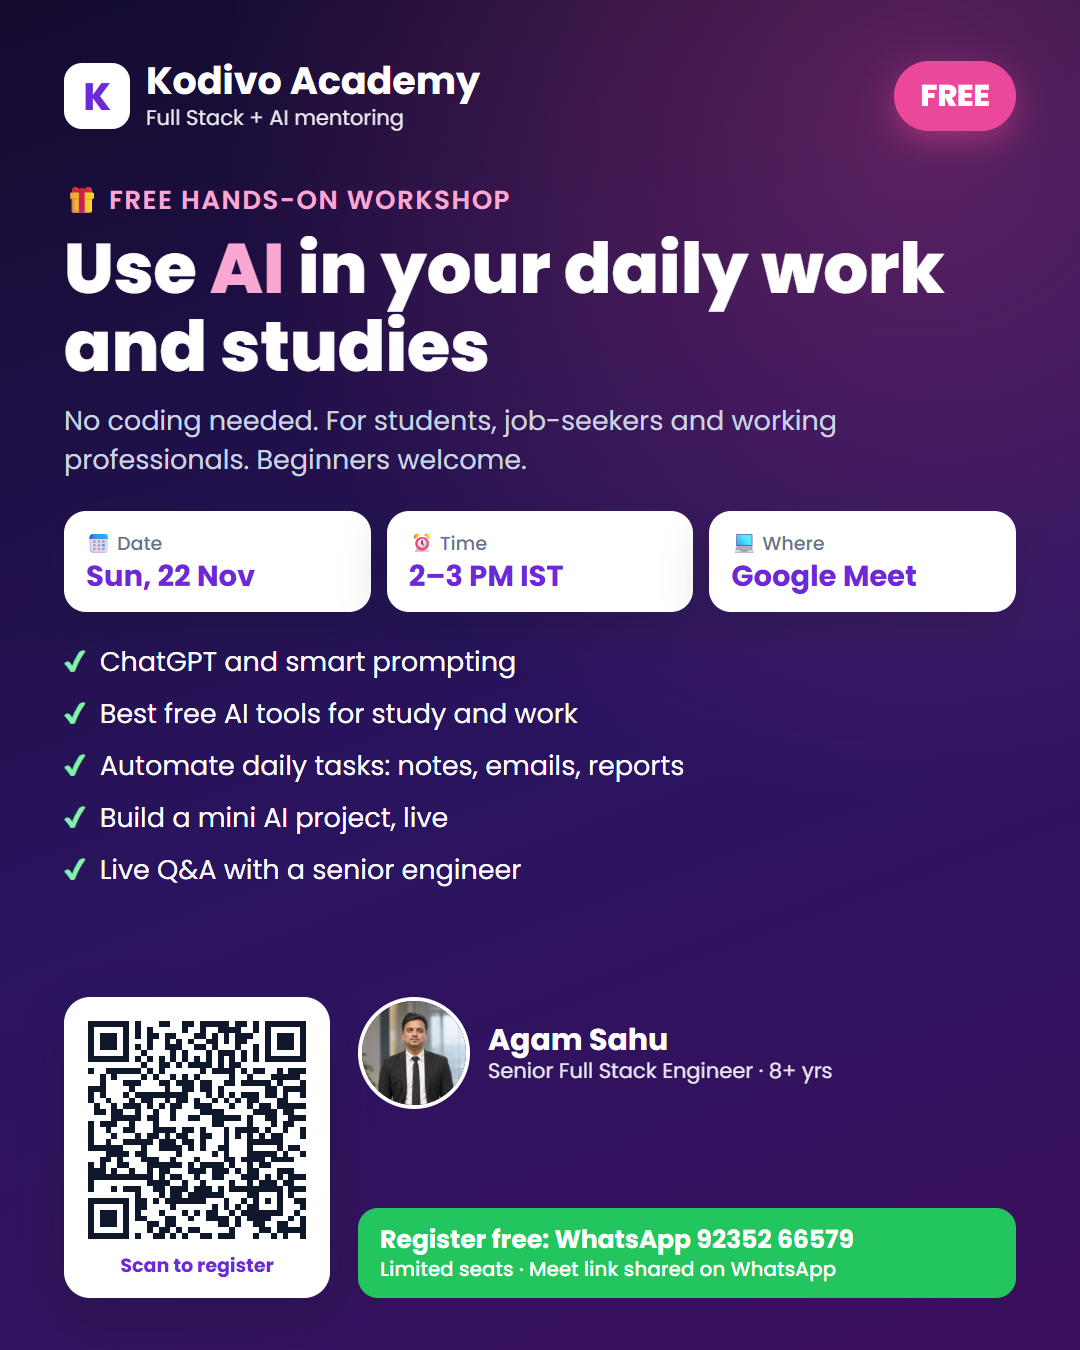 K
Kodivo Academy
Full Stack + AI mentoring
FREE
FREE HANDS-ON WORKSHOP
Use AI in your daily work
and studies
No coding needed. For students, job-seekers and working
professionals. Beginners welcome.
Date
Sun, 22 Nov
Time
2–3 PM IST
Where
Google Meet
✔ ChatGPT and smart prompting
✔ Best free AI tools for study and work
✔ Automate daily tasks: notes, emails, reports
✔ Build a mini AI project, live
✔ Live Q&A with a senior engineer
Scan to register
Agam Sahu
Senior Full Stack Engineer · 8+ yrs
Register free: WhatsApp 92352 66579
Limited seats · Meet link shared on WhatsApp